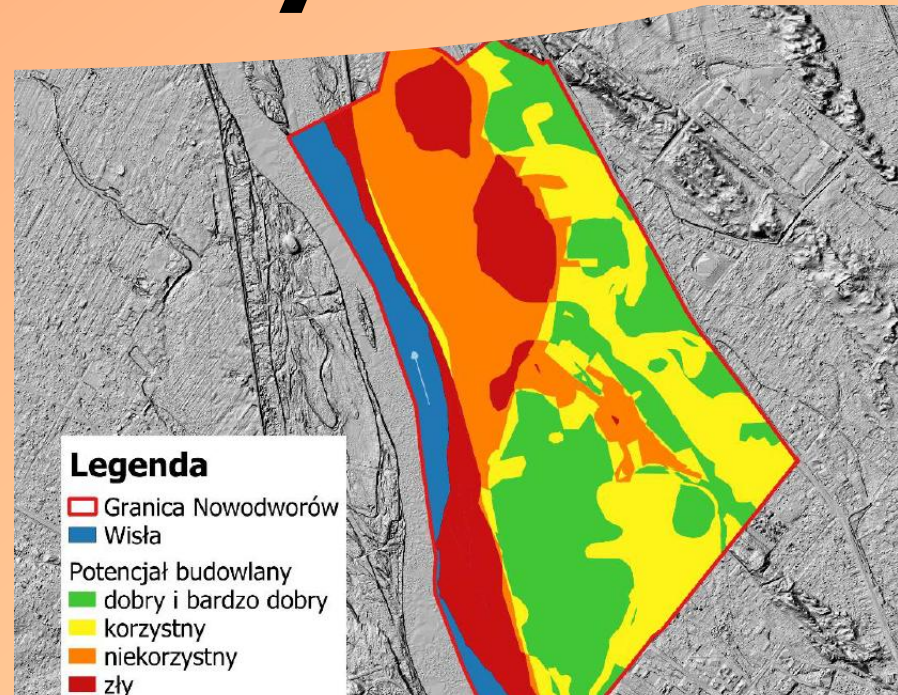 Legenda
Granica Nowodworów
Wisła
Potencjał budowlany
dobry i bardzo dobry
korzystny
niekorzystny
zły